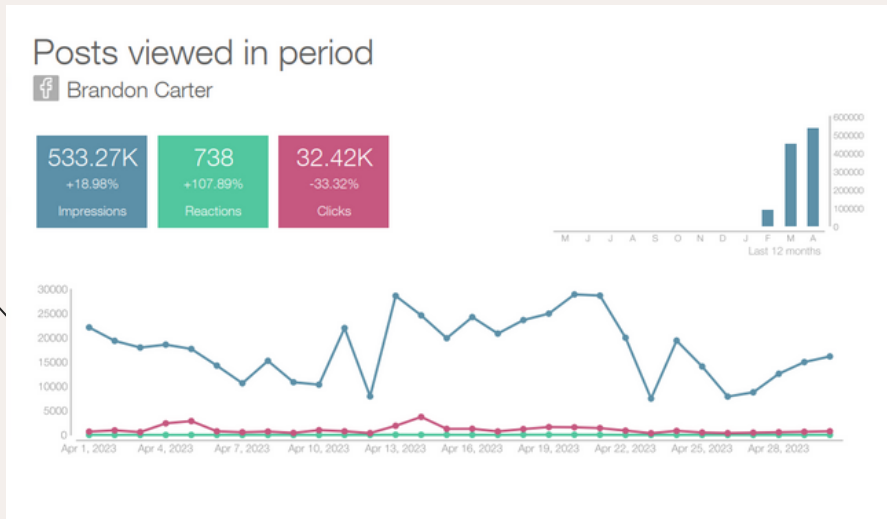 Posts viewed in period
Brandon Carter
533.27K
+18.98%
Impressions
738
+107.89%
Reactions
32.42K
-33.32%
Clicks
600000
500000
400000
300000
200000
100000
0
M J J A S O N D J F M A
Last 12 months
30000
25000
20000
15000
10000
5000
0
Apr 1, 2023 Apr 4, 2023 Apr 7, 2023 Apr 10, 2023 Apr 13, 2023 Apr 16, 2023 Apr 19, 2023 Apr 22, 2023 Apr 25, 2023 Apr 28, 2023